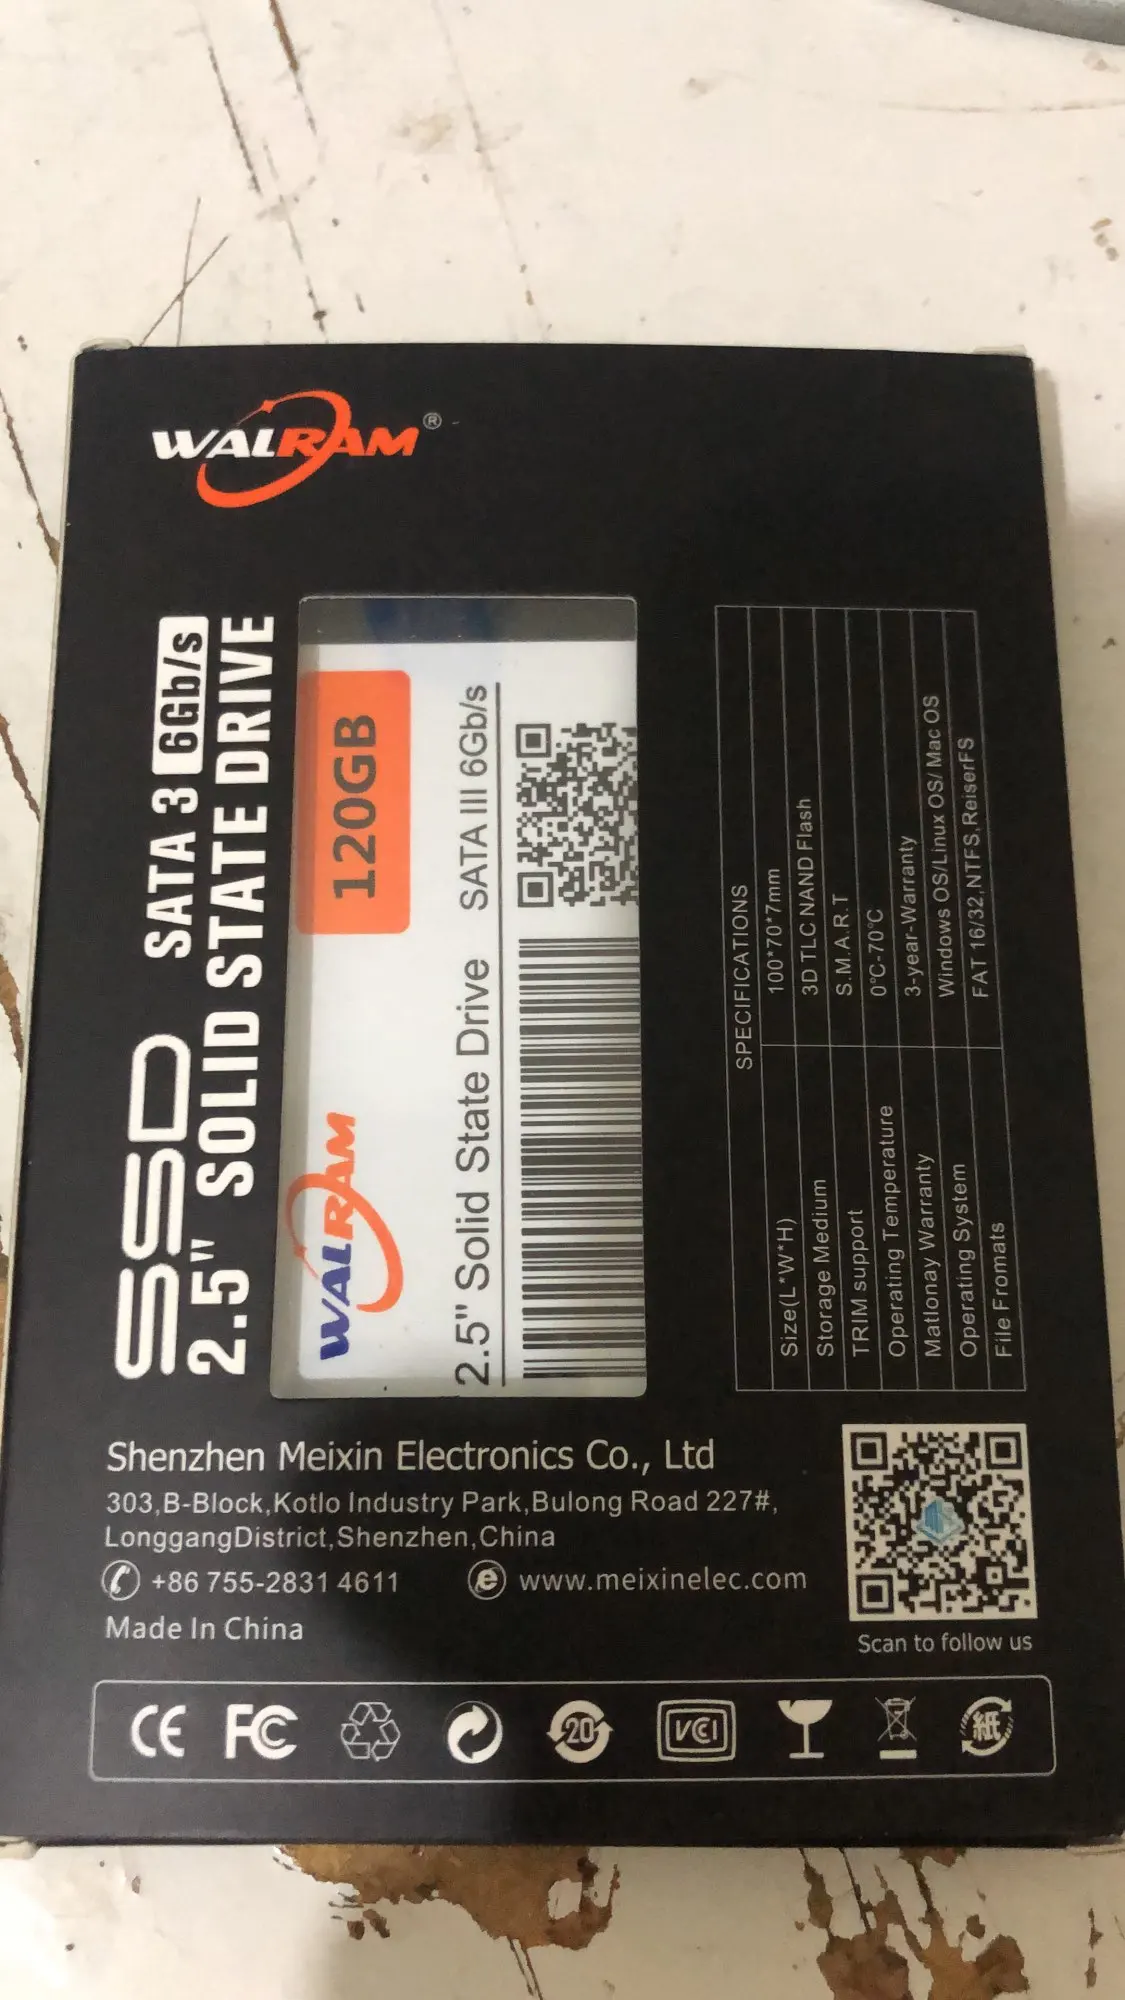 WALRAM®
SSD SATA 3 6Gb/s
2.5" SOLID STATE DRIVE
WALRAM 120GB
2.5" Solid State Drive SATA III 6Gb/s
SPECIFICATIONS
Size(L*W*H) 100*70*7mm
Storage Medium 3D TLC NAND Flash
TRIM support S.M.A.R.T
Operating Temperature 0℃-70℃
Matlonay Warranty 3-year-Warranty
Operating System Windows OS/Linux OS/ Mac OS
File Fromats FAT 16/32,NTFS,ReiserFS
Shenzhen Meixin Electronics Co., Ltd
303,B-Block,Kotlo Industry Park,Bulong Road 227#,
LonggangDistrict,Shenzhen,China
+86 755-2831 4611 www.meixinelec.com
Made In China
Scan to follow us
CE FC 20 VCCI 紙